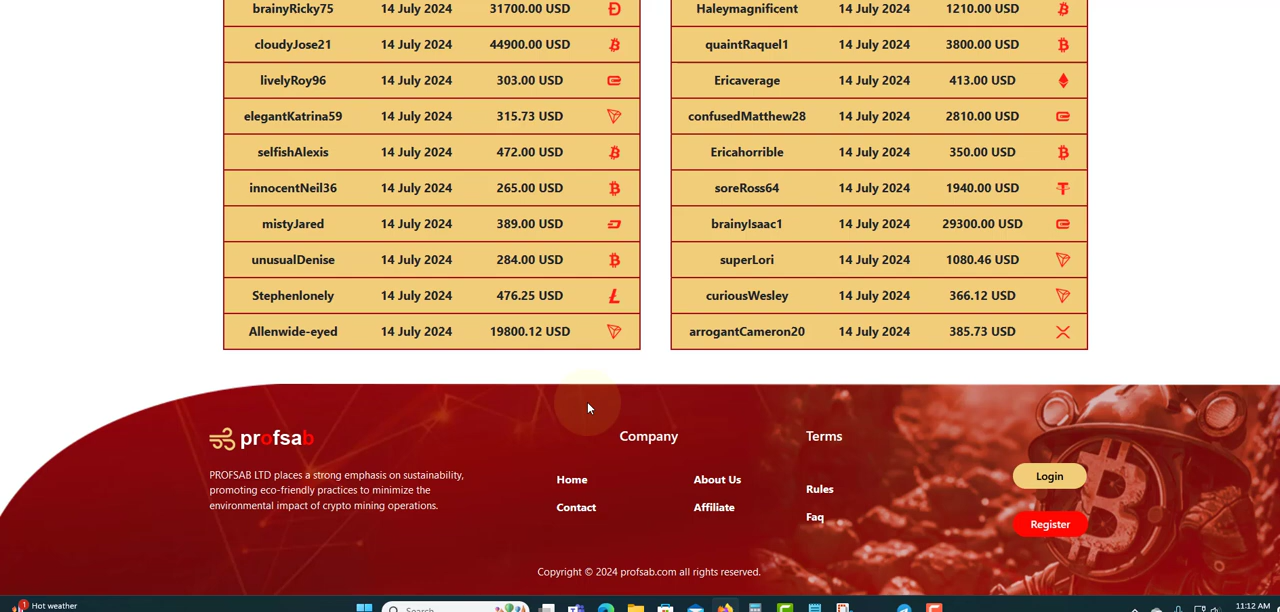 brainyRicky75 14 July 2024 31700.00 USD
cloudyJose21 14 July 2024 44900.00 USD
livelyRoy96 14 July 2024 303.00 USD
elegantKatrina59 14 July 2024 315.73 USD
selfishAlexis 14 July 2024 472.00 USD
innocentNeil36 14 July 2024 265.00 USD
mistyJared 14 July 2024 389.00 USD
unusualDenise 14 July 2024 284.00 USD
Stephenlonely 14 July 2024 476.25 USD
Allenwide-eyed 14 July 2024 19800.12 USD
Haleymagnificent 14 July 2024 1210.00 USD
quaintRaquel1 14 July 2024 3800.00 USD
Ericaverage 14 July 2024 413.00 USD
confusedMatthew28 14 July 2024 2810.00 USD
Ericahorrible 14 July 2024 350.00 USD
soreRoss64 14 July 2024 1940.00 USD
brainyIsaac1 14 July 2024 29300.00 USD
superLori 14 July 2024 1080.46 USD
curiousWesley 14 July 2024 366.12 USD
arrogantCameron20 14 July 2024 385.73 USD
profsab
PROFSAB LTD places a strong emphasis on sustainability,
promoting eco-friendly practices to minimize the
environmental impact of crypto mining operations.
Company
Home About Us
Contact Affiliate
Terms
Rules
Faq
Login
Register
Copyright © 2024 profsab.com all rights reserved.
1 Hot weather
Search
11:12 AM